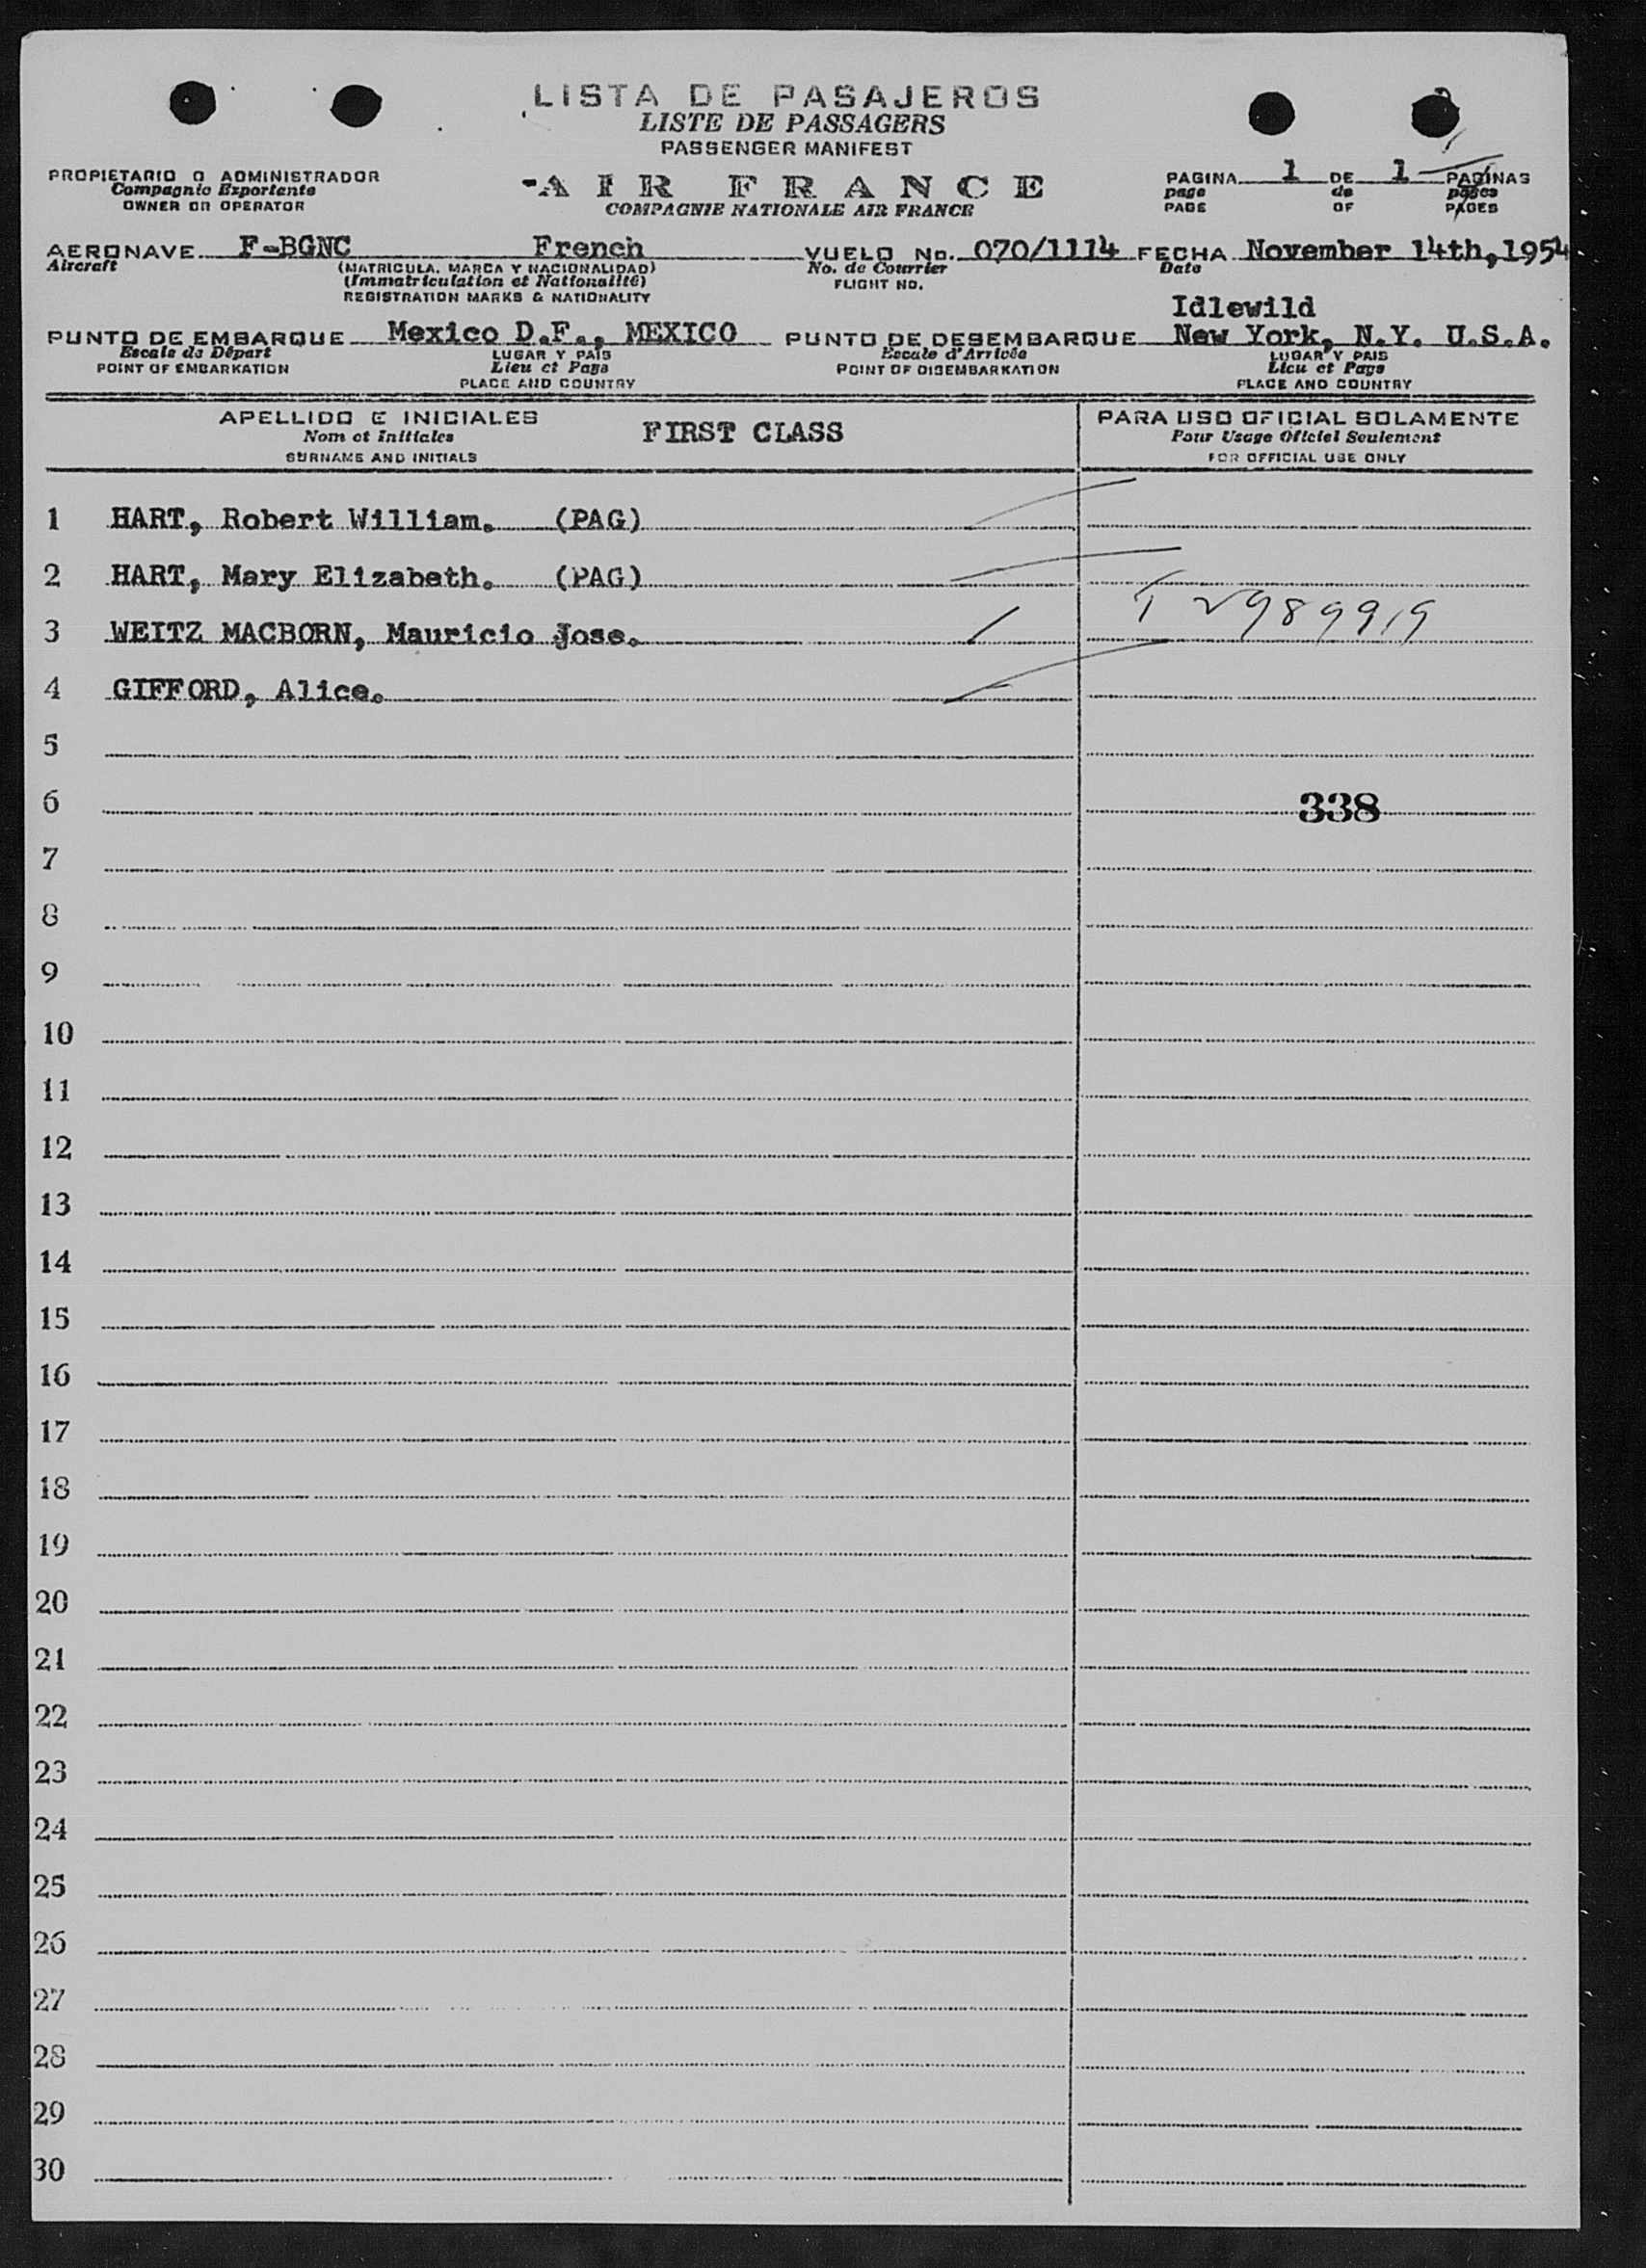 LISTA DE PASAJEROS
LISTE DE PASSAGERS
PASSENGER MANIFEST
PROPIETARIO O ADMINISTRADOR
Compagnie Exportente
OWNER OR OPERATOR
AIR FRANCE
COMPAGNIE NATIONALE AIR FRANCE
PAGINA 1 DE 1 PAGINAS
page de pages
PAGE OF PAGES
AERONAVE F-BGNC French VUELO No. 070/1114 FECHA November 14th, 1954
Aircraft (MATRICULA, MARCA Y NACIONALIDAD) No. de Courrier Date
(Immatriculation et Nationalité) FLIGHT NO.
REGISTRATION MARKS & NATIONALITY
Idlewild
PUNTO DE EMBARQUE Mexico D.F., MEXICO PUNTO DE DESEMBARQUE New York, N.Y. U.S.A.
Escale de Départ LUGAR Y PAIS Escale d'Arrivée LUGAR Y PAIS
POINT OF EMBARKATION Lieu et Pays POINT OF DISEMBARKATION Lieu et Pays
PLACE AND COUNTRY PLACE AND COUNTRY
APELLIDO E INICIALES FIRST CLASS PARA USO OFICIAL SOLAMENTE
Nom et Initiales Pour Usage Officiel Seulement
SURNAME AND INITIALS FOR OFFICIAL USE ONLY
1 HART, Robert William. (PAG)
2 HART, Mary Elizabeth. (PAG)
3 WEITZ MACBORN, Mauricio Jose.
4 GIFFORD, Alice.
5
6 338
7
8
9
10
11
12
13
14
15
16
17
18
19
20
21
22
23
24
25
26
27
28
29
30